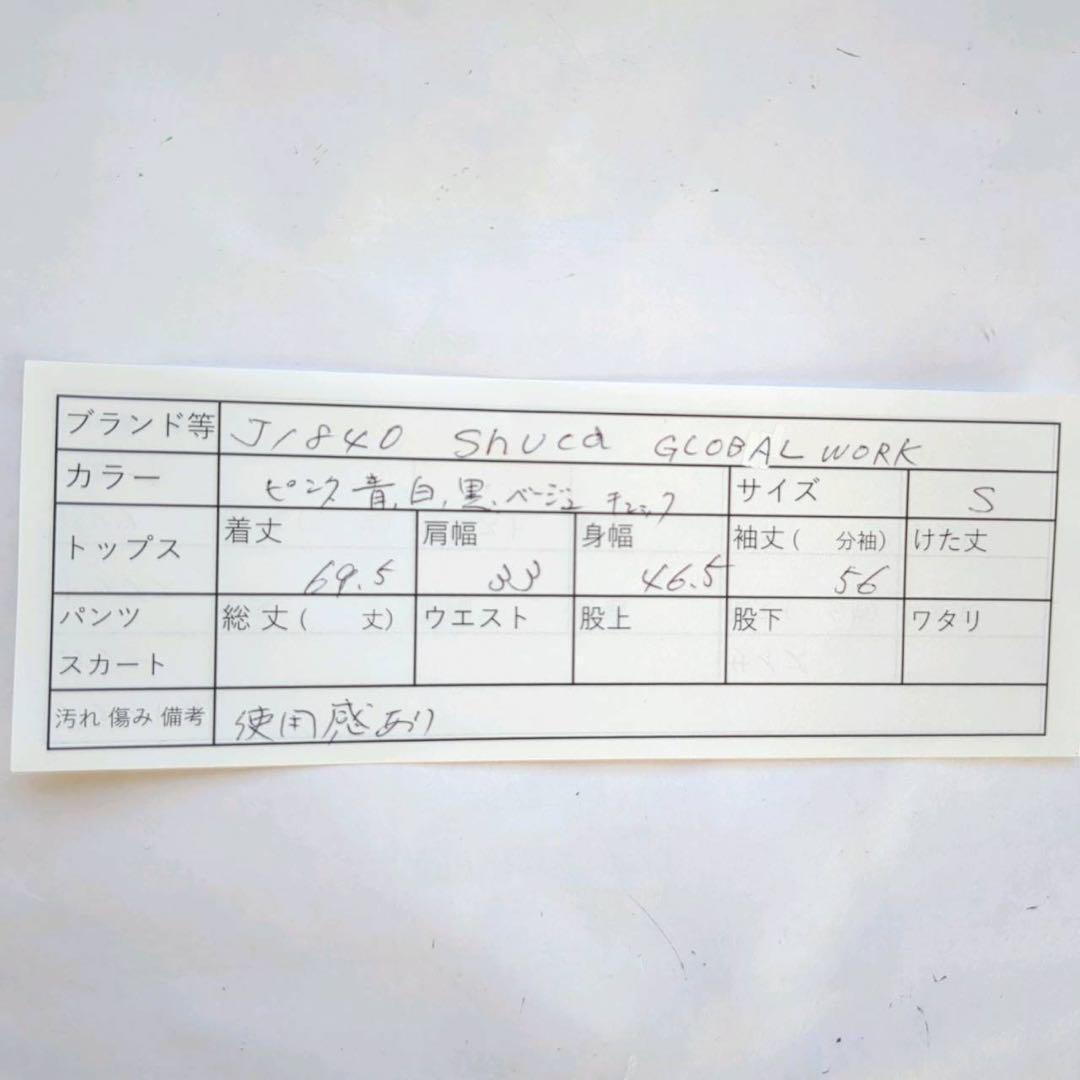 ブランド等 J1840 Shuca GLOBAL WORK
カラー ピンク 青、白、黒、ベージュ チェック サイズ S
トップス 着丈 69.5 肩幅 33 身幅 46.5 袖丈( 分袖) 56 けた丈
パンツ スカート 総丈( 丈) ウエスト 股上 股下 ワタリ
汚れ 傷み 備考 使用感あり